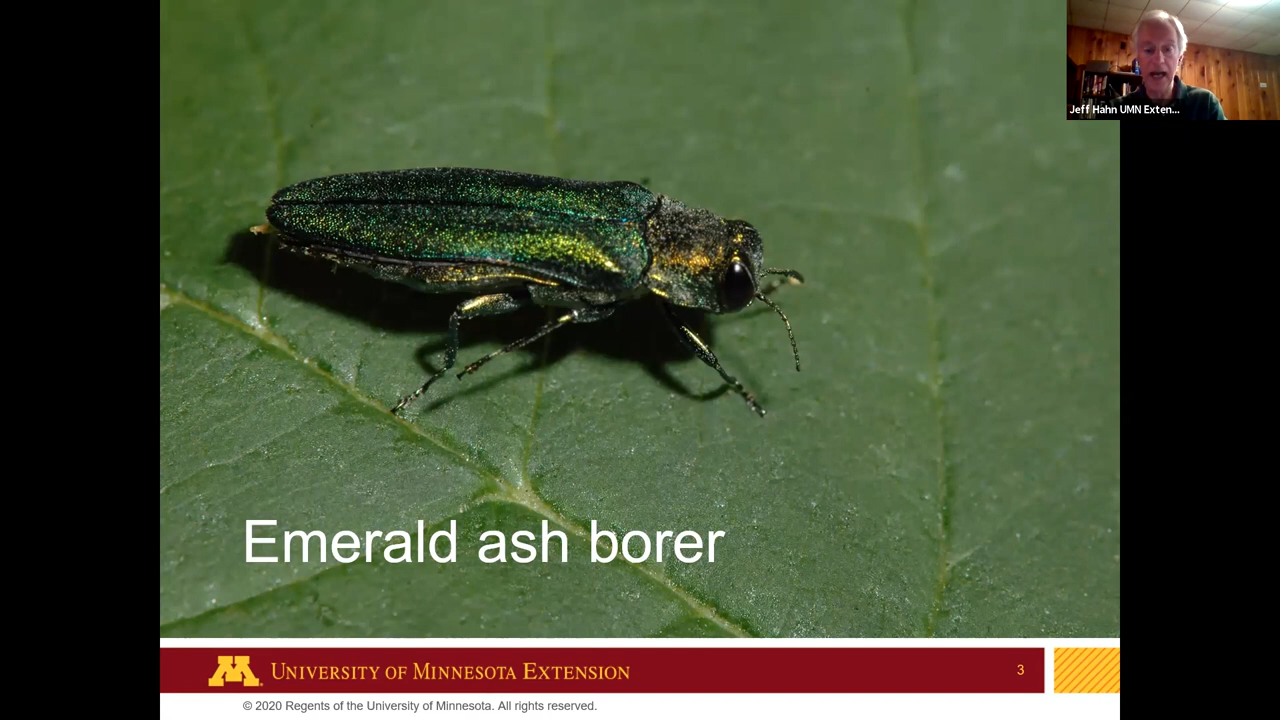 Jeff Hahn UMN Exten...
Emerald ash borer
M
UNIVERSITY OF MINNESOTA EXTENSION
3
© 2020 Regents of the University of Minnesota. All rights reserved.